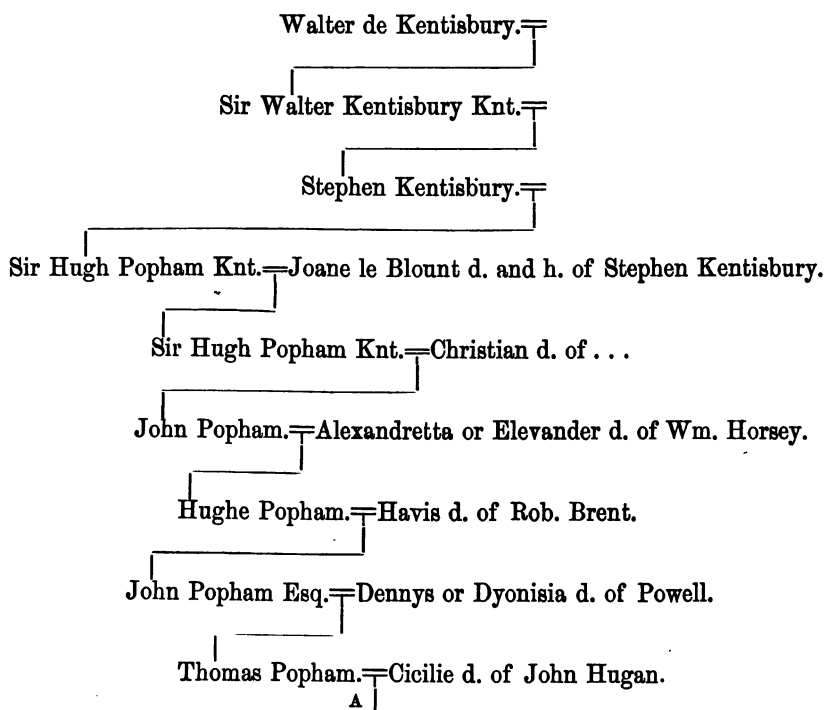 Walter de Kentisbury.
Sir Walter Kentisbury Knt.
Stephen Kentisbury.
Sir Hugh Popham Knt.=Joane le Blount d. and h. of Stephen Kentisbury.
Sir Hugh Popham Knt.=Christian d. of . . .
John Popham.=Alexandretta or Elevander d. of Wm. Horsey.
Hughe Popham.=Havis d. of Rob. Brent.
John Popham Esq.=Dennys or Dyonisia d. of Powell.
Thomas Popham.=Cicilie d. of John Hugan.
A